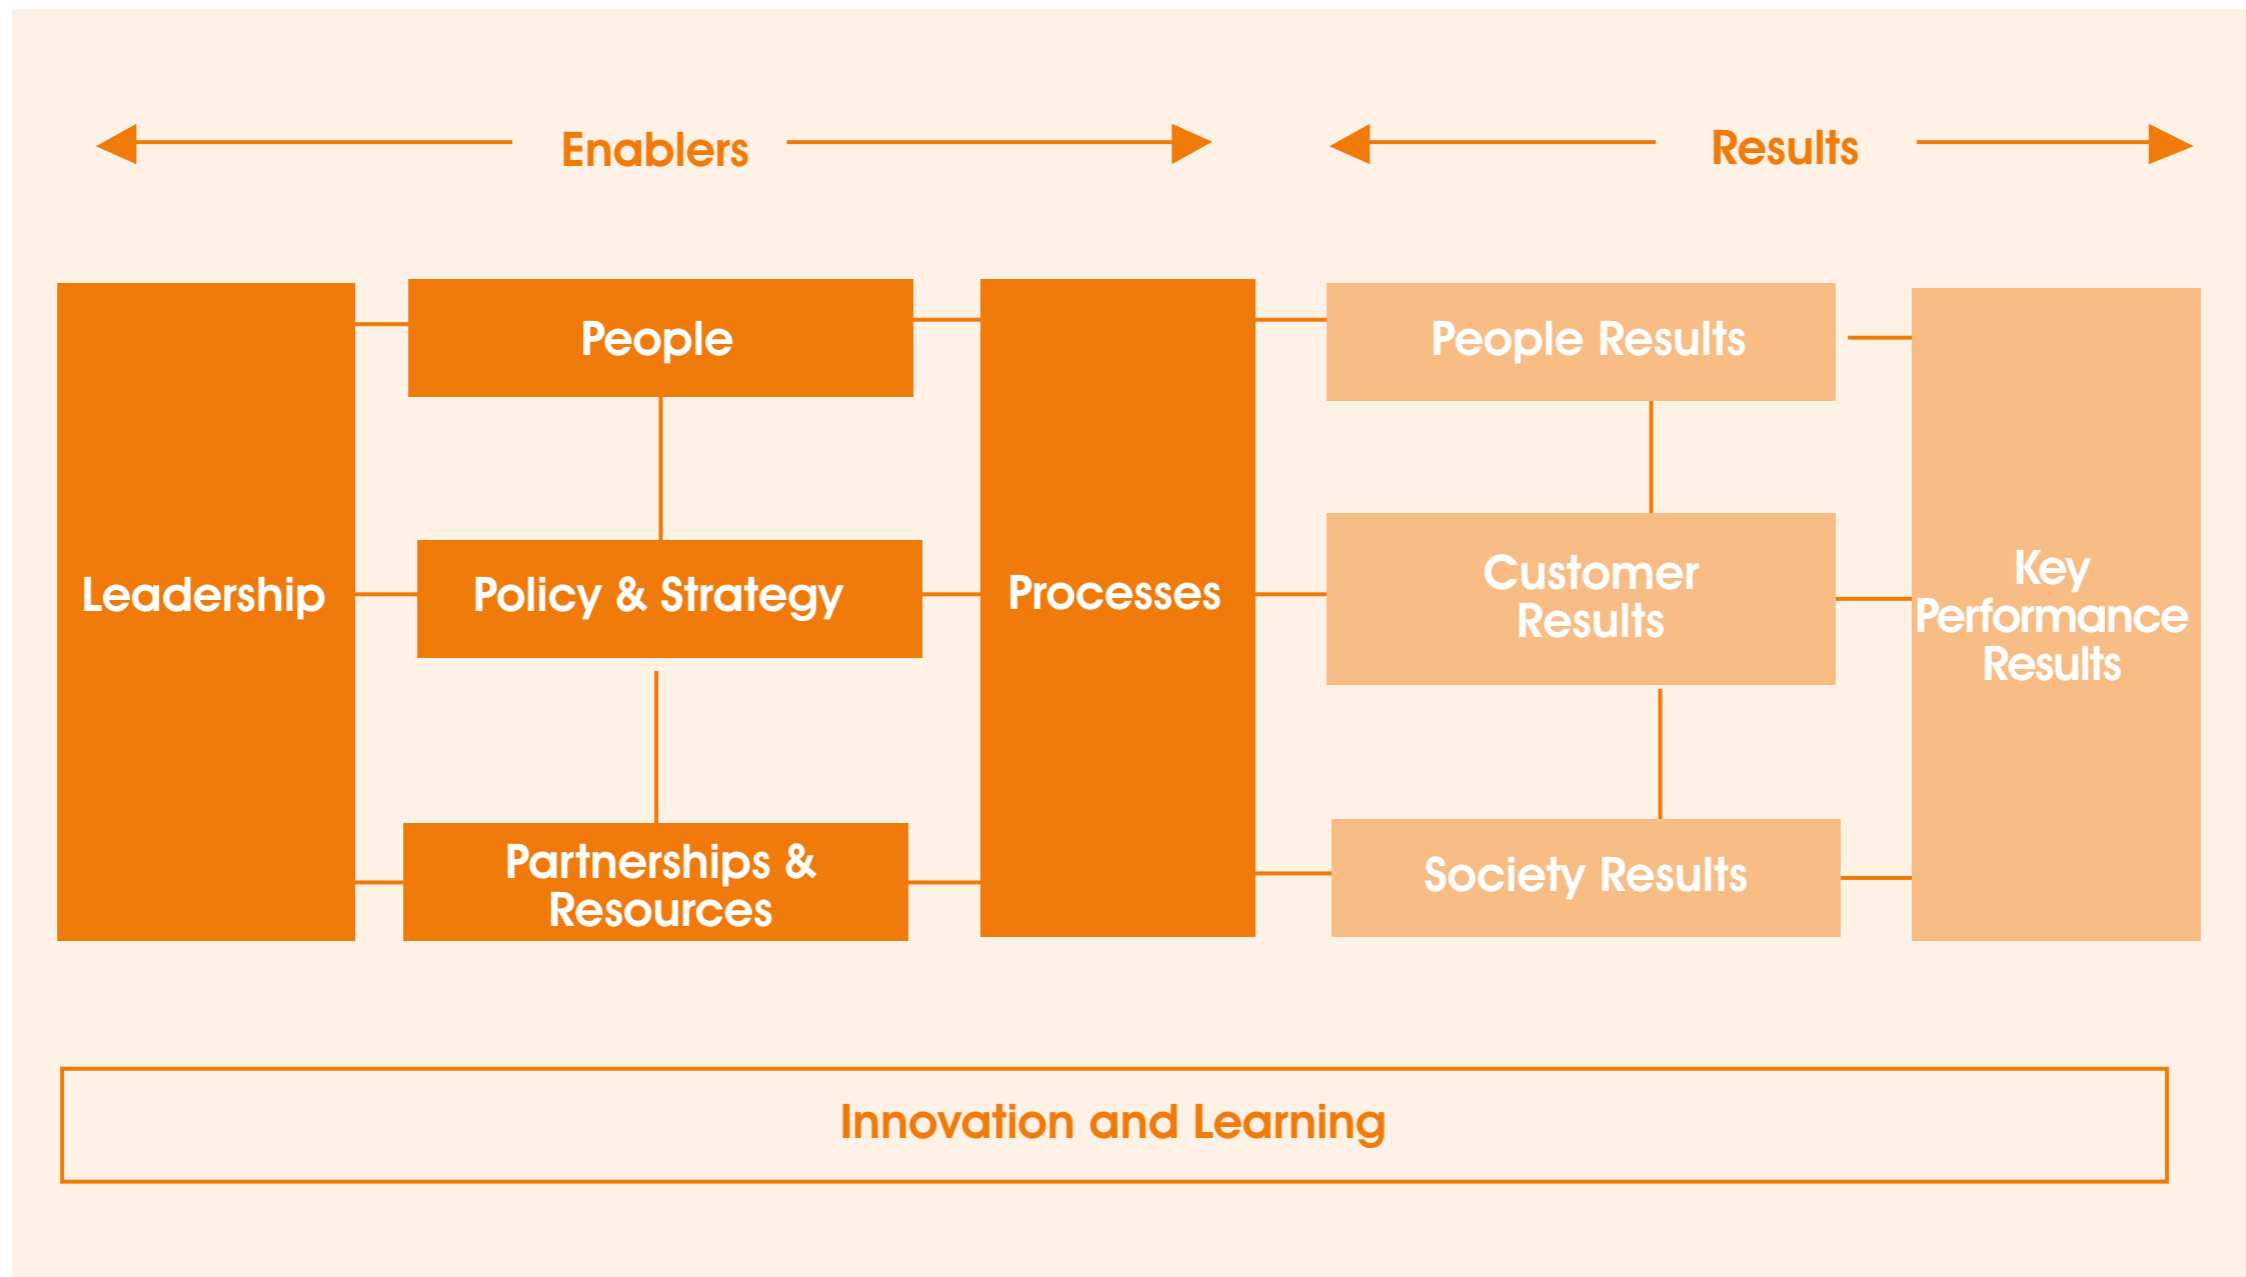 Enablers
Results
Leadership
People
Policy & Strategy
Partnerships &
Resources
Processes
People Results
Customer
Results
Society Results
Key
Performance
Results
Innovation and Learning